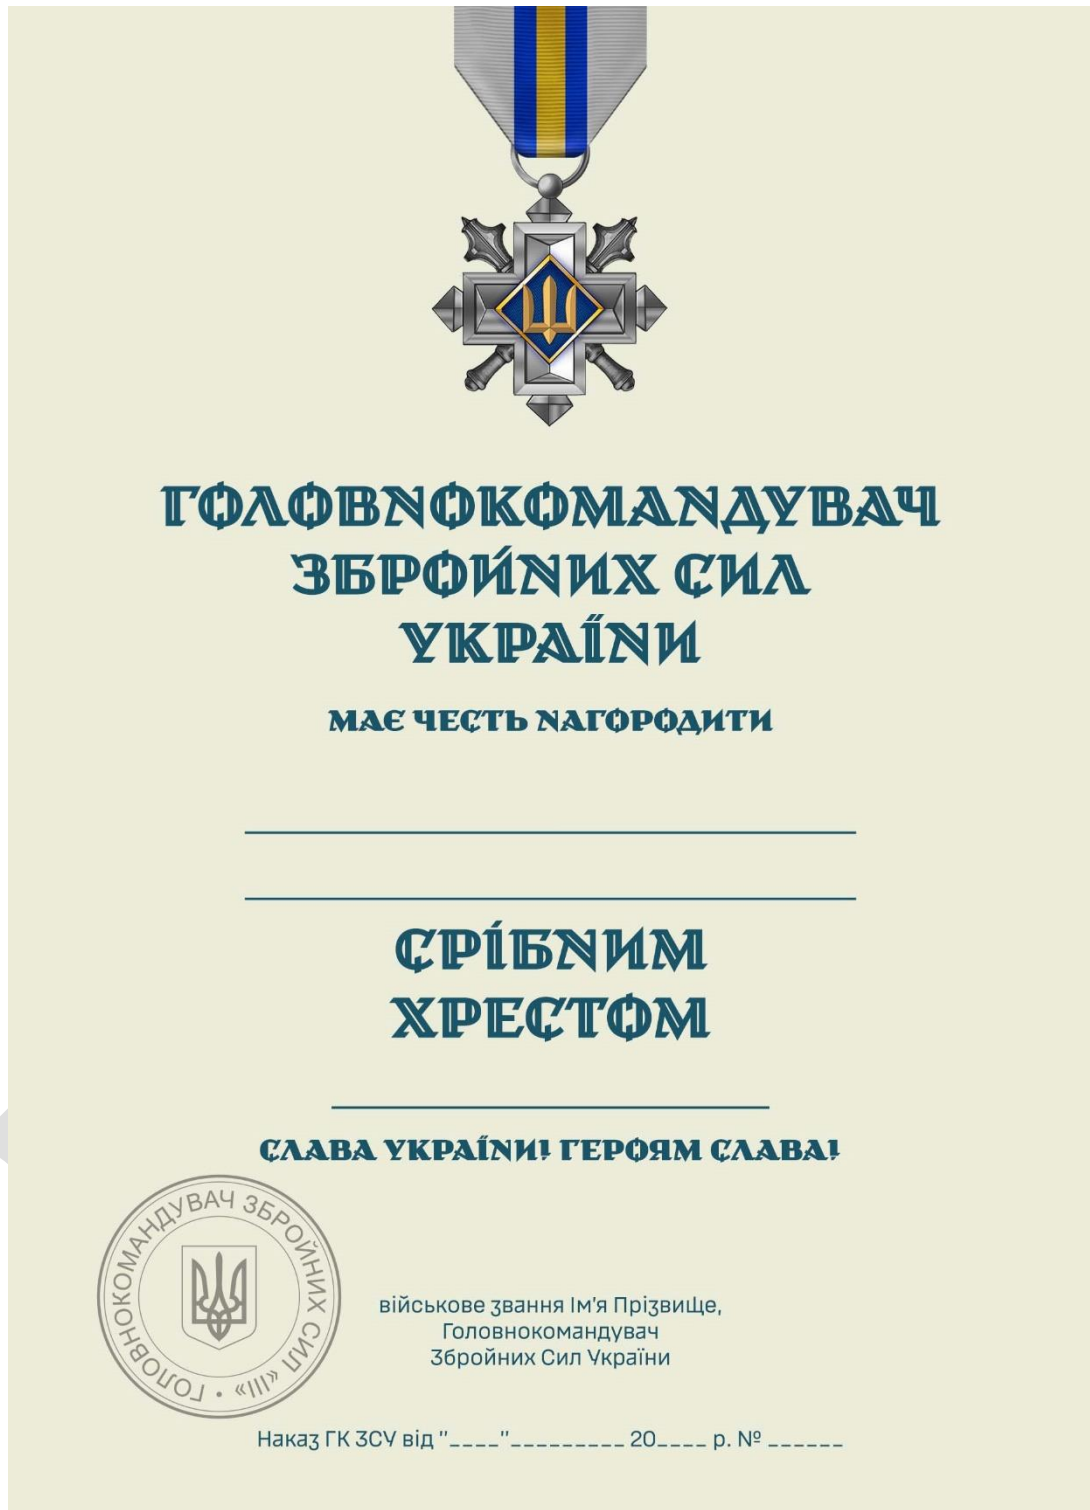 ГОЛОВНОКОМАНДУВАЧ
ЗБРОЙНИХ СИЛ
УКРАЇНИ
МАЄ ЧЕСТЬ НАГОРОДИТИ
СРІБНИМ
ХРЕСТОМ
СЛАВА УКРАЇНИ! ГЕРОЯМ СЛАВА!
ГОЛОВНОКОМАНДУВАЧ ЗБРОЙНИХ СИЛ «ІІІ» •
військове звання Ім’я Прізвище,
Головнокомандувач
Збройних Сил України
Наказ ГК ЗСУ від "____"_________ 20____ р. № ______